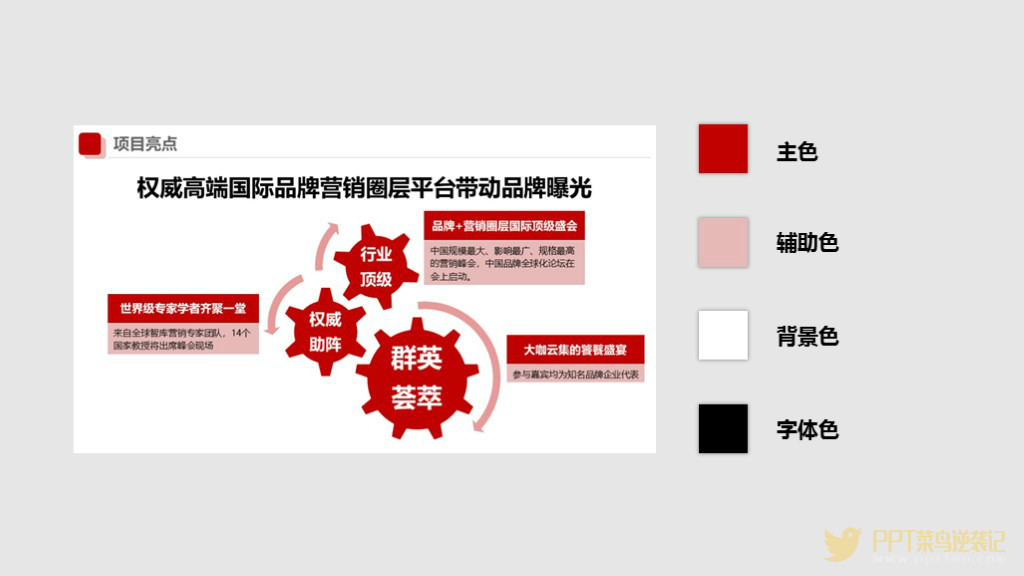 项目亮点
权威高端国际品牌营销圈层平台带动品牌曝光
品牌+营销圈层国际顶级盛会
中国规模最大、影响最广、规格最高
的营销峰会，中国品牌全球化论坛在
会上启动。
行业
顶级
世界级专家学者齐聚一堂
来自全球智库营销专家团队，14个
国家教授将出席峰会现场
权威
助阵
群英
荟萃
大咖云集的饕餮盛宴
参与嘉宾均为知名品牌企业代表
主色
辅助色
背景色
字体色
PPT菜鸟逆袭记